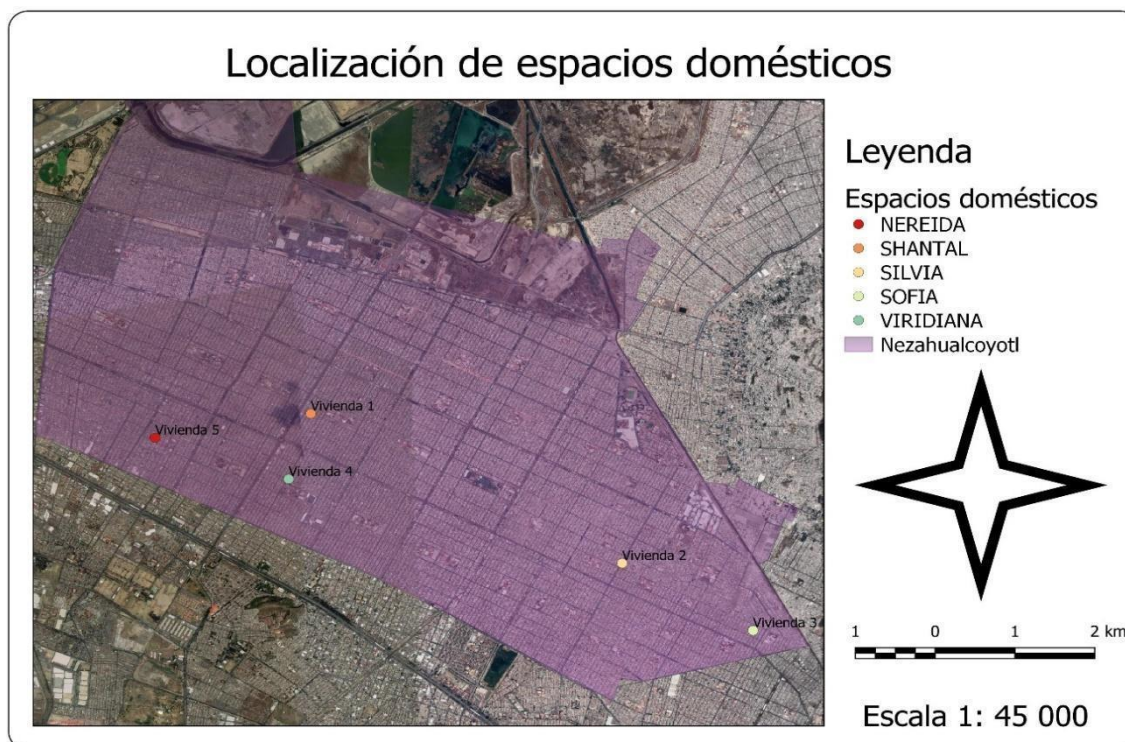 Localización de espacios domésticos
Vivienda 1
Vivienda 5
Vivienda 4
Vivienda 2
Vivienda 3
Leyenda
Espacios domésticos
NEREIDA
SHANTAL
SILVIA
SOFIA
VIRIDIANA
Nezahualcoyotl
1 0 1 2 km
Escala 1: 45 000